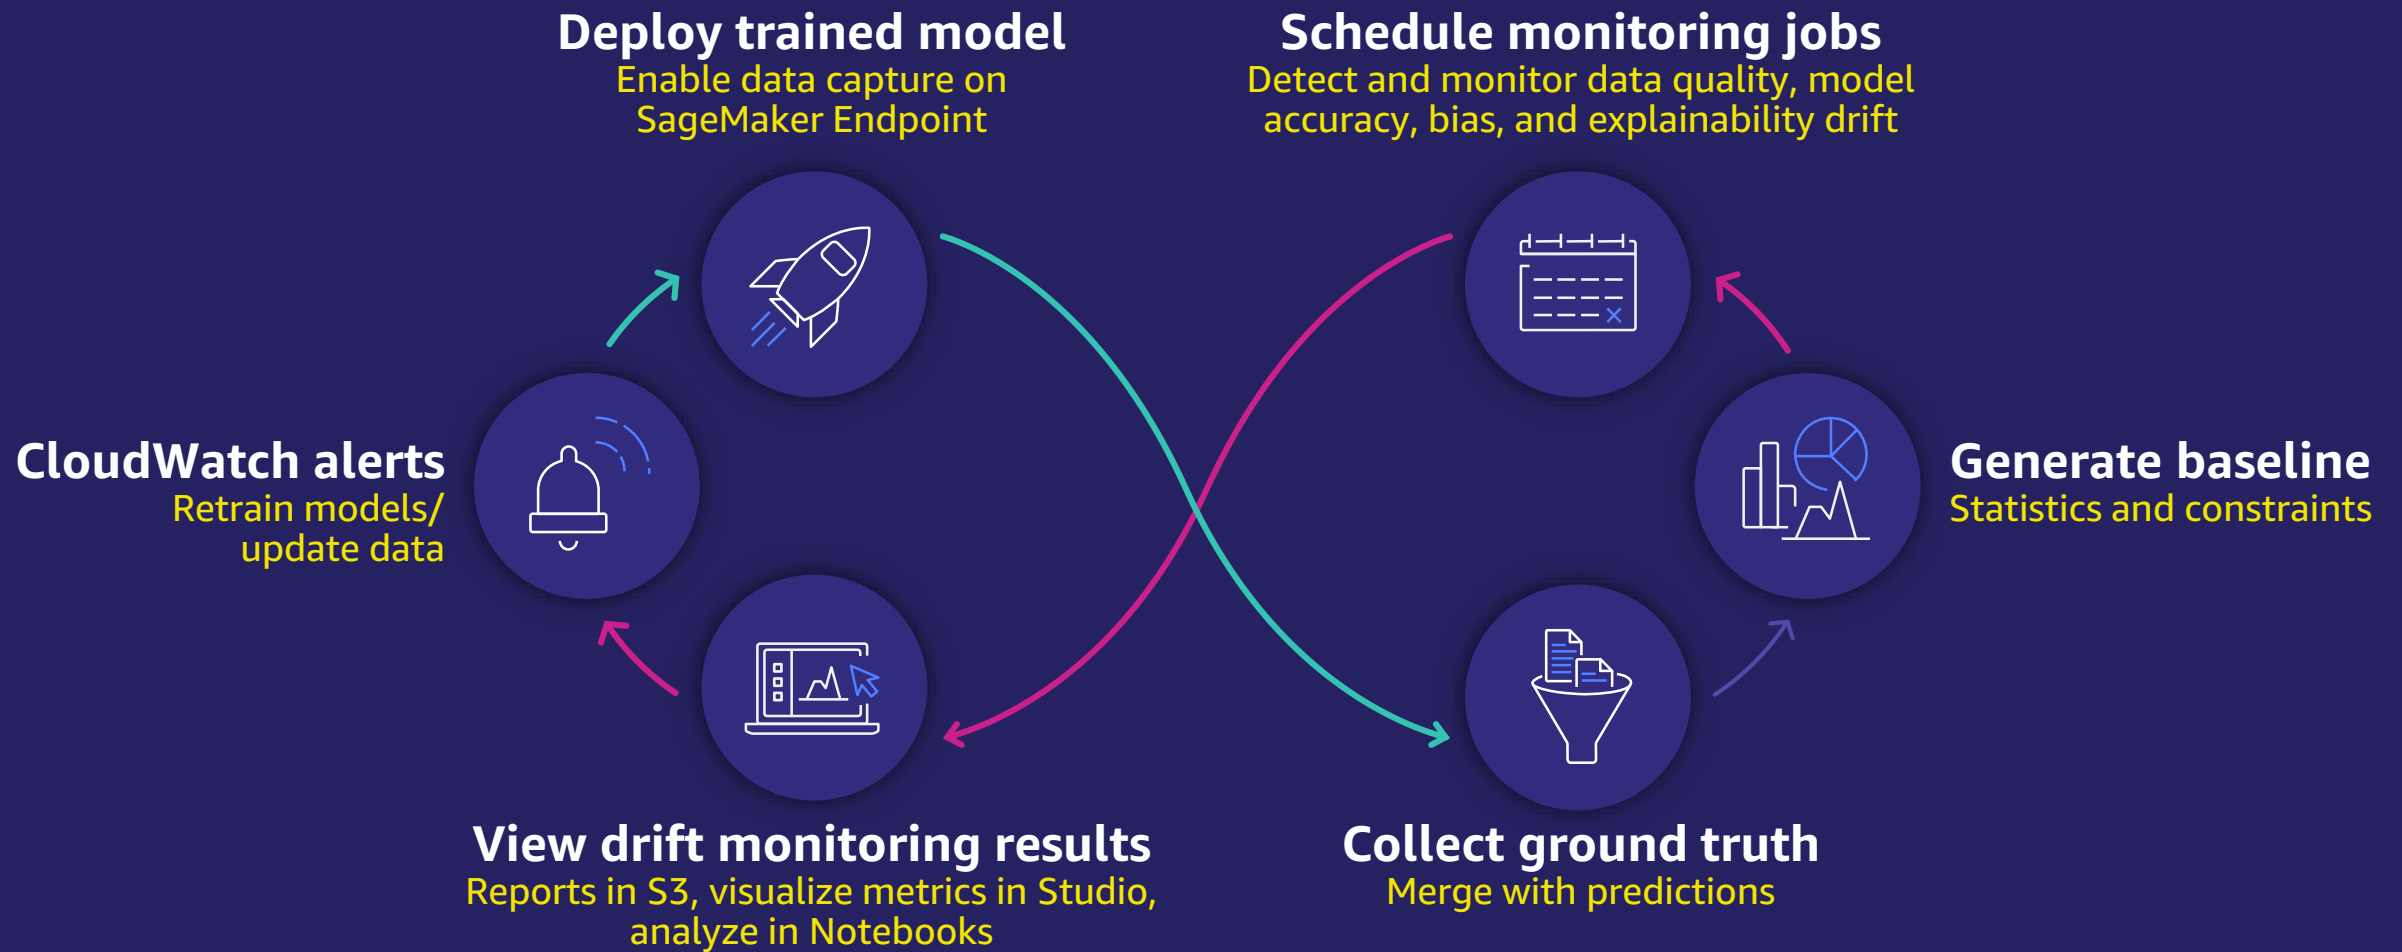 Deploy trained model
Enable data capture on
SageMaker Endpoint
Schedule monitoring jobs
Detect and monitor data quality, model
accuracy, bias, and explainability drift
CloudWatch alerts
Retrain models/
update data
Generate baseline
Statistics and constraints
View drift monitoring results
Reports in S3, visualize metrics in Studio,
analyze in Notebooks
Collect ground truth
Merge with predictions